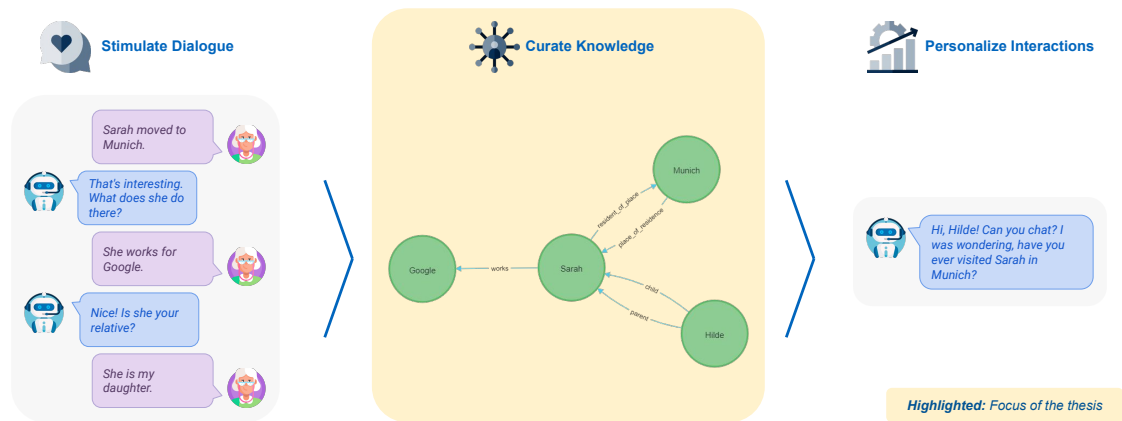 Stimulate Dialogue
Sarah moved to
Munich.
That's interesting.
What does she do
there?
She works for
Google.
Nice! Is she your
relative?
She is my
daughter.
Curate Knowledge
Munich
resident_of_place
place_of_residence
Google
works
Sarah
child
parent
Hilde
Personalize Interactions
Hi, Hilde! Can you chat? I
was wondering, have you
ever visited Sarah in
Munich?
Highlighted: Focus of the thesis